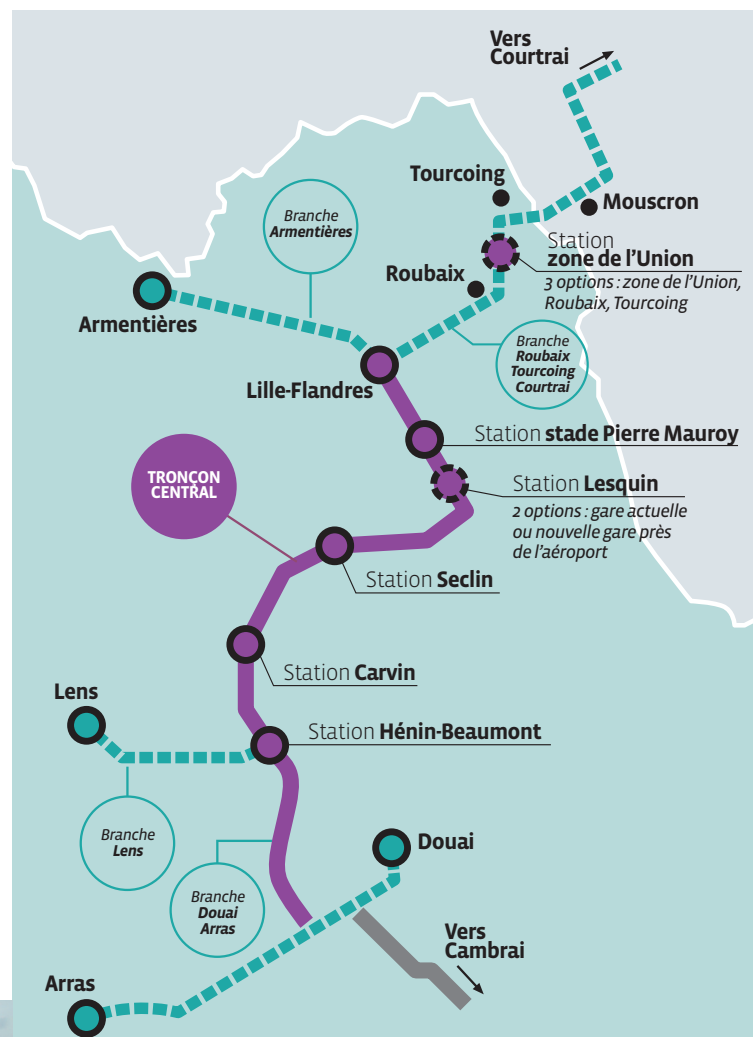 Vers
Courtrai
Tourcoing
Mouscron
Branche
Armentières
Station
zone de l'Union
3 options : zone de l'Union,
Roubaix, Tourcoing
Roubaix
Armentières
Branche
Roubaix
Tourcoing
Courtrai
Lille-Flandres
Station stade Pierre Mauroy
TRONÇON
CENTRAL
Station Lesquin
2 options : gare actuelle
ou nouvelle gare près
de l'aéroport
Station Seclin
Station Carvin
Lens
Station Hénin-Beaumont
Branche
Lens
Douai
Branche
Douai
Arras
Vers
Cambrai
Arras